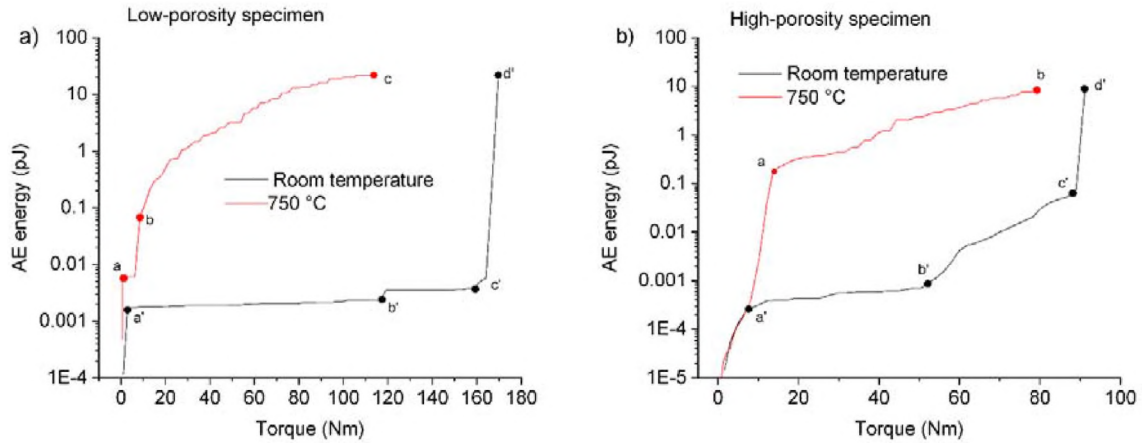 Low-porosity specimen
a)
100
10
1
0.1
0.01
0.001
1E-4
AE energy (pJ)
0 20 40 60 80 100 120 140 160 180
Torque (Nm)
Room temperature
750 °C
a
b
c
a'
b'
c'
d'
High-porosity specimen
b)
100
10
1
0.1
0.01
0.001
1E-4
1E-5
AE energy (pJ)
0 20 40 60 80 100
Torque (Nm)
Room temperature
750 °C
a
b
a'
b'
c'
d'